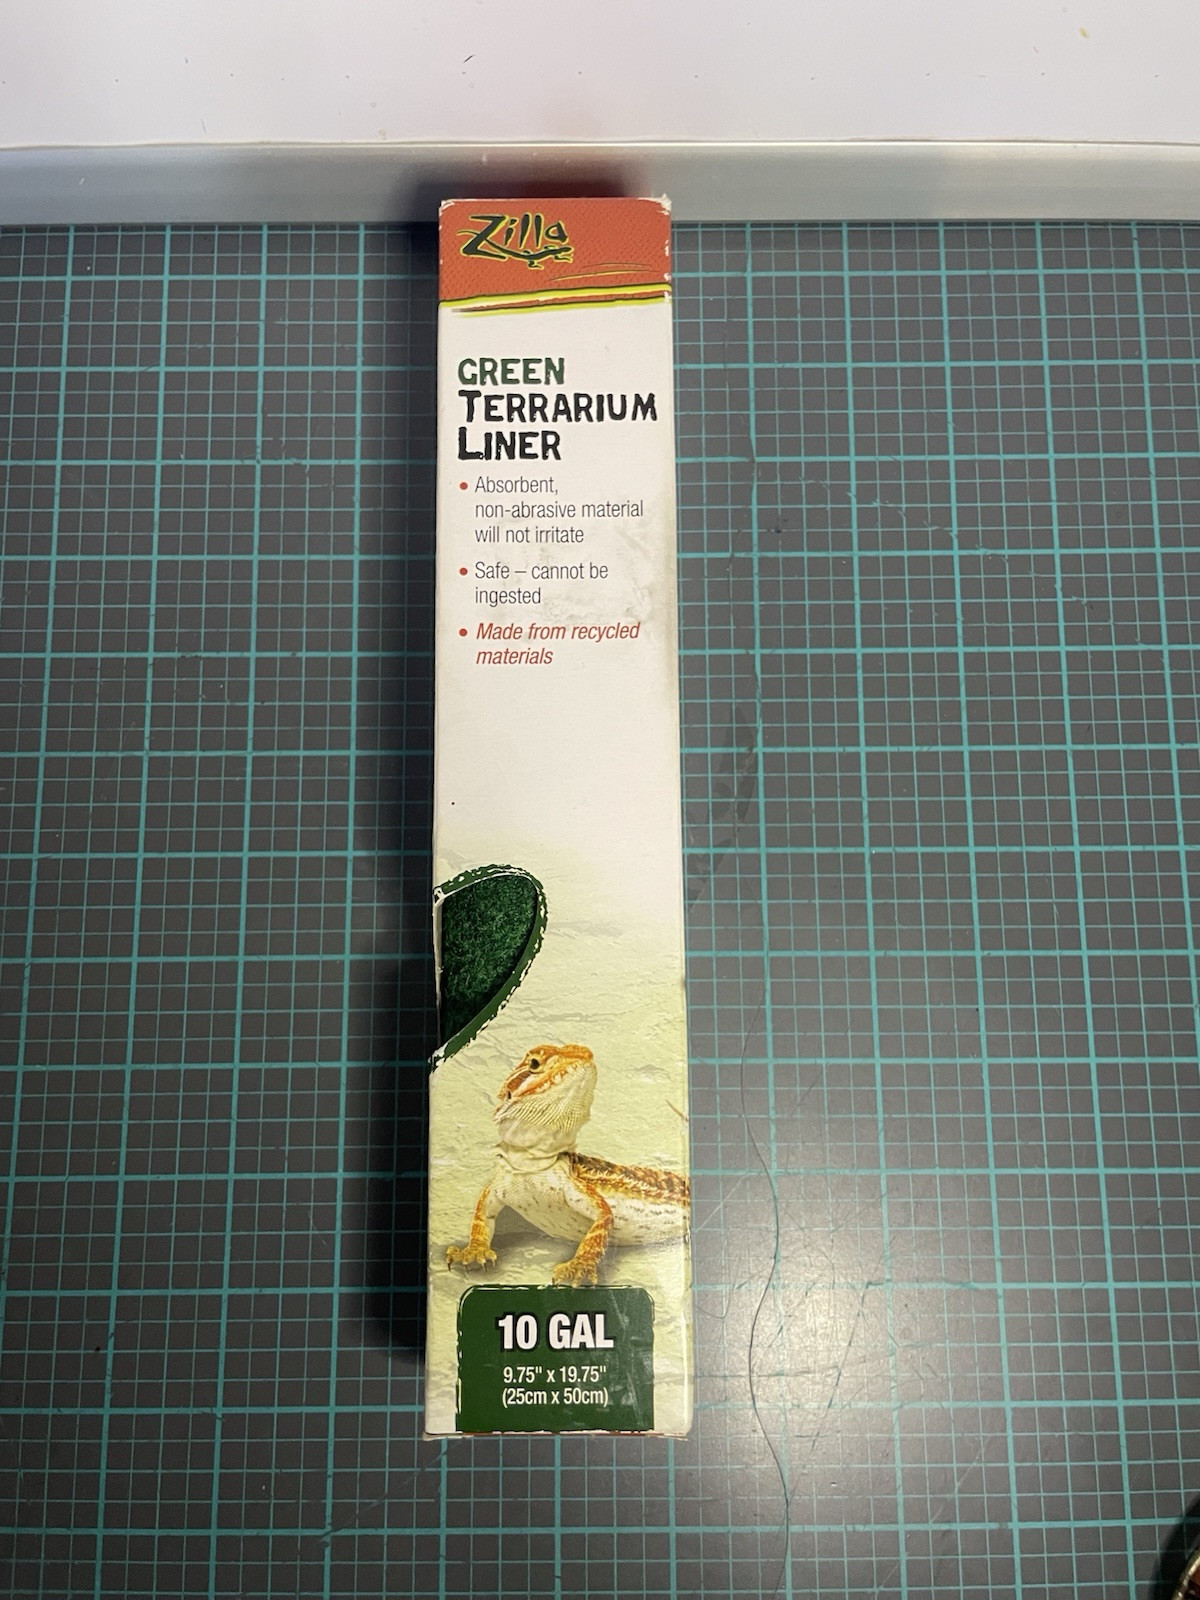 Zilla
GREEN
TERRARIUM
LINER
• Absorbent,
non-abrasive material
will not irritate
• Safe – cannot be
ingested
• Made from recycled
materials
10 GAL
9.75" x 19.75"
(25cm x 50cm)